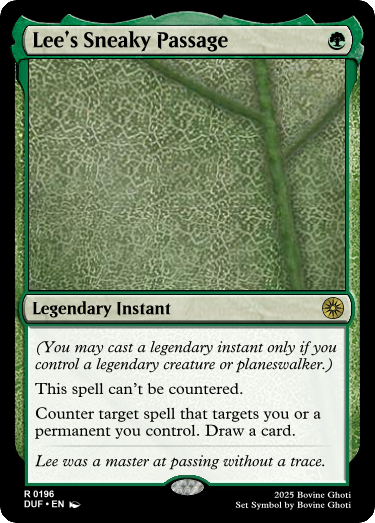 Lee's Sneaky Passage
Legendary Instant
(You may cast a legendary instant only if you
control a legendary creature or planeswalker.)
This spell can't be countered.
Counter target spell that targets you or a
permanent you control. Draw a card.
Lee was a master at passing without a trace.
R 0196
DUF • EN
2025 Bovine Ghoti
Set Symbol by Bovine Ghoti